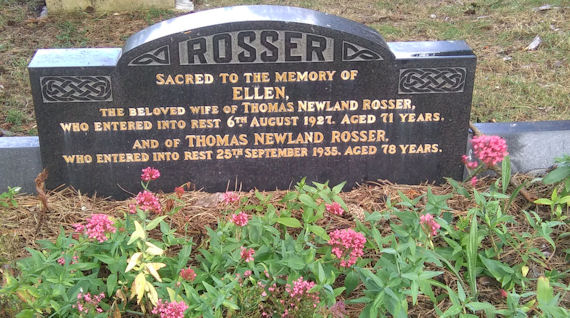 ROSSER
SACRED TO THE MEMORY OF
ELLEN,
THE BELOVED WIFE OF THOMAS NEWLAND ROSSER,
WHO ENTERED INTO REST 6TH AUGUST 1927. AGED 71 YEARS.
AND OF THOMAS NEWLAND ROSSER,
WHO ENTERED INTO REST 25TH SEPTEMBER 1935. AGED 78 YEARS.